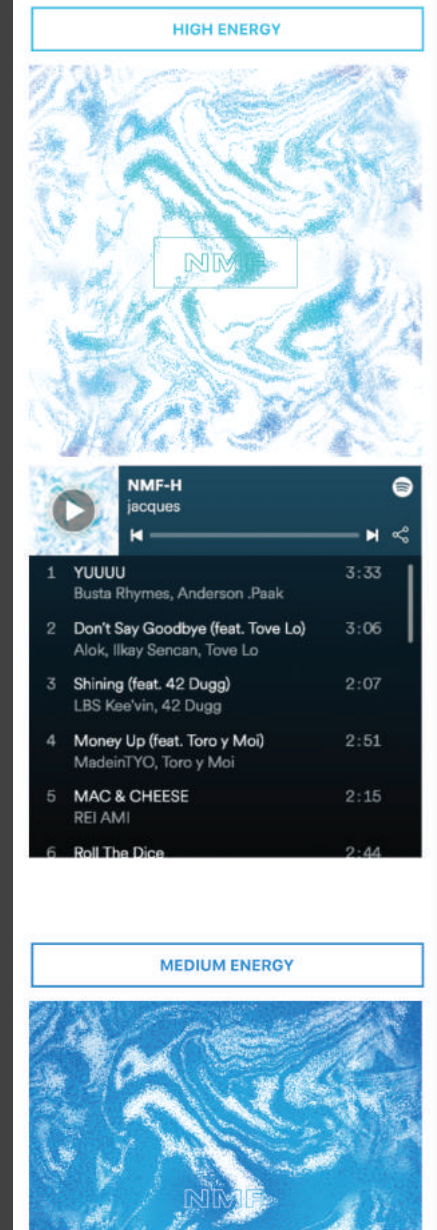 HIGH ENERGY
NMF
NMF-H
jacques
1 YUUUU 3:33
Busta Rhymes, Anderson .Paak
2 Don't Say Goodbye (feat. Tove Lo) 3:06
Alok, Ilkay Sencan, Tove Lo
3 Shining (feat. 42 Dugg) 2:07
LBS Kee'vin, 42 Dugg
4 Money Up (feat. Toro y Moi) 2:51
MadeinTYO, Toro y Moi
5 MAC & CHEESE 2:15
REI AMI
6 Roll The Dice 2:44
MEDIUM ENERGY
NMF